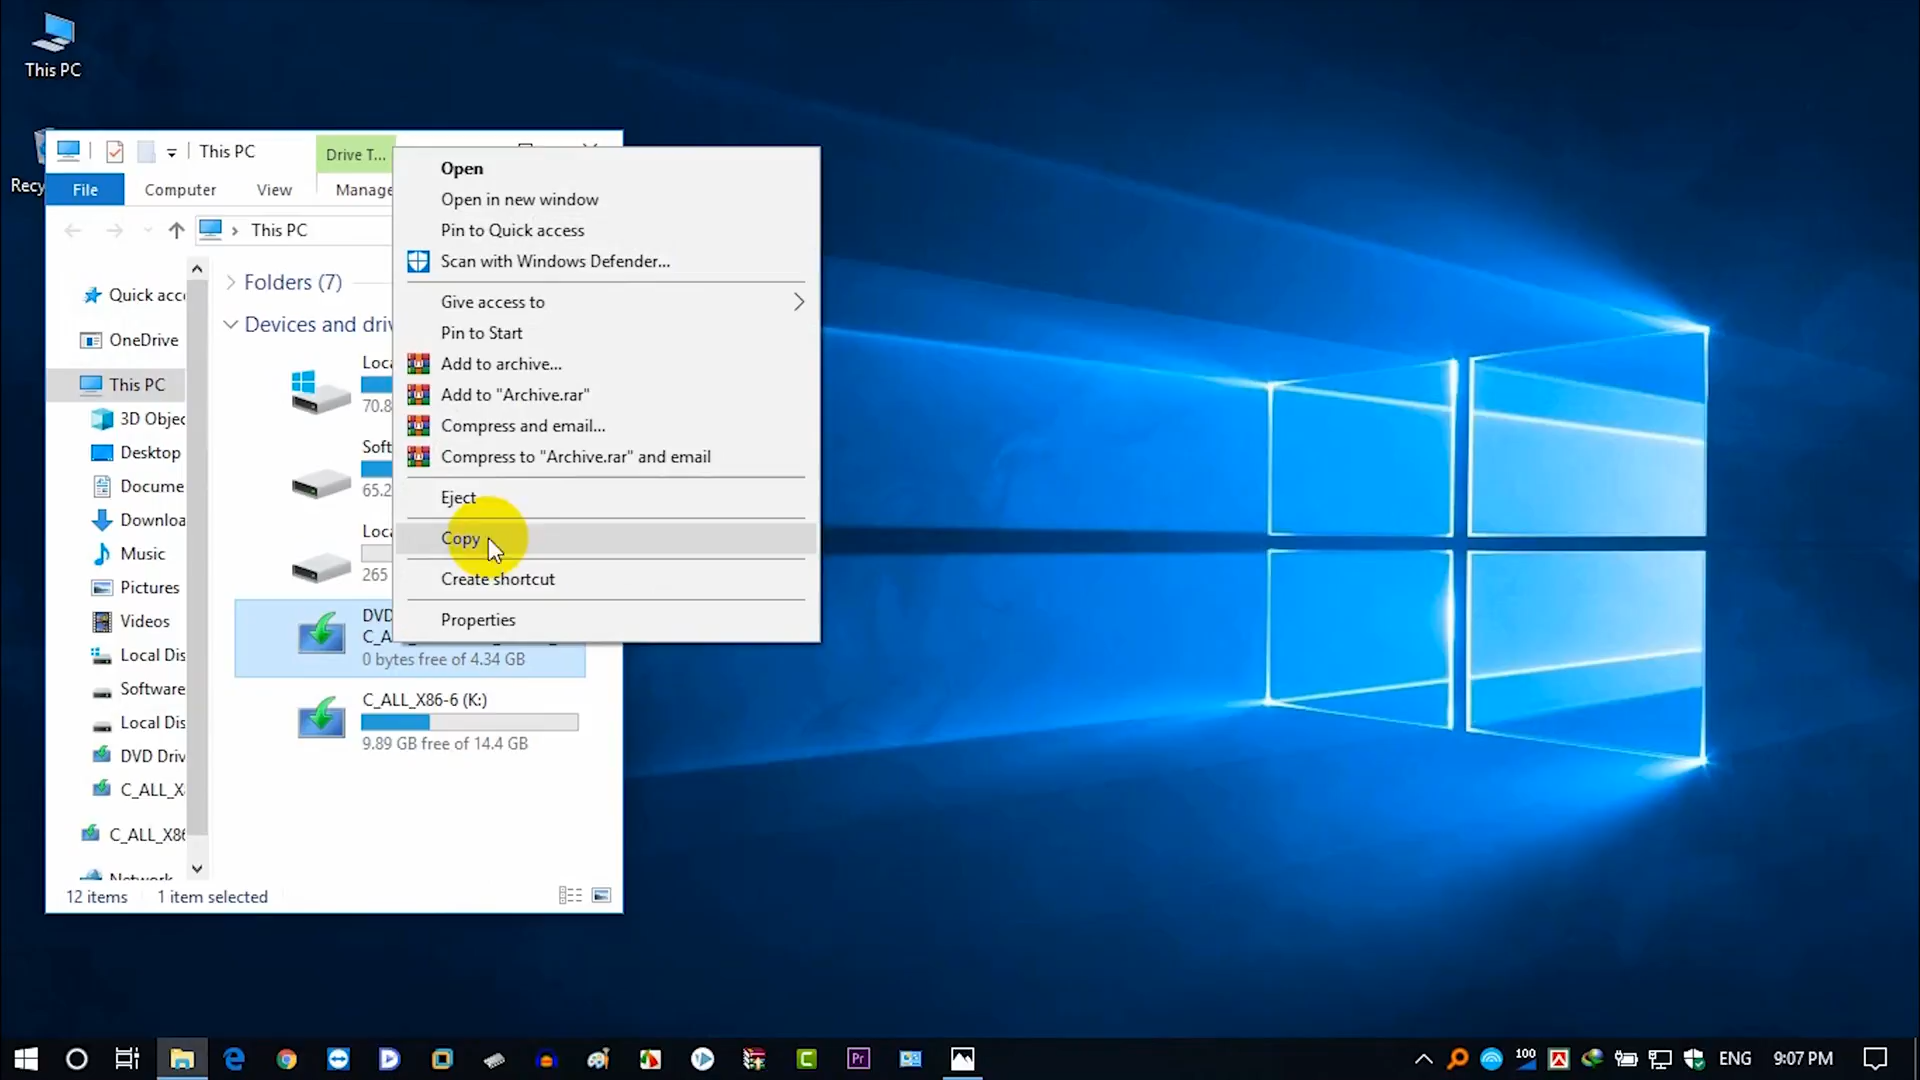 This PC
Recy
This PC
Drive T...
File
Computer
View
Manage
This PC
Quick acc
OneDrive
This PC
3D Objec
Desktop
Docume
Downloa
Music
Pictures
Videos
Local Dis
Software
Local Dis
DVD Driv
C_ALL_X
C_ALL_X86
Network
Folders (7)
Devices and driv
Loca
70.8
Soft
65.2
Loca
265
DVD
C_A
0 bytes free of 4.34 GB
C_ALL_X86-6 (K:)
9.89 GB free of 14.4 GB
12 items
1 item selected
Open
Open in new window
Pin to Quick access
Scan with Windows Defender...
Give access to
Pin to Start
Add to archive...
Add to "Archive.rar"
Compress and email...
Compress to "Archive.rar" and email
Eject
Copy
Create shortcut
Properties
Pr
100
ENG
9:07 PM